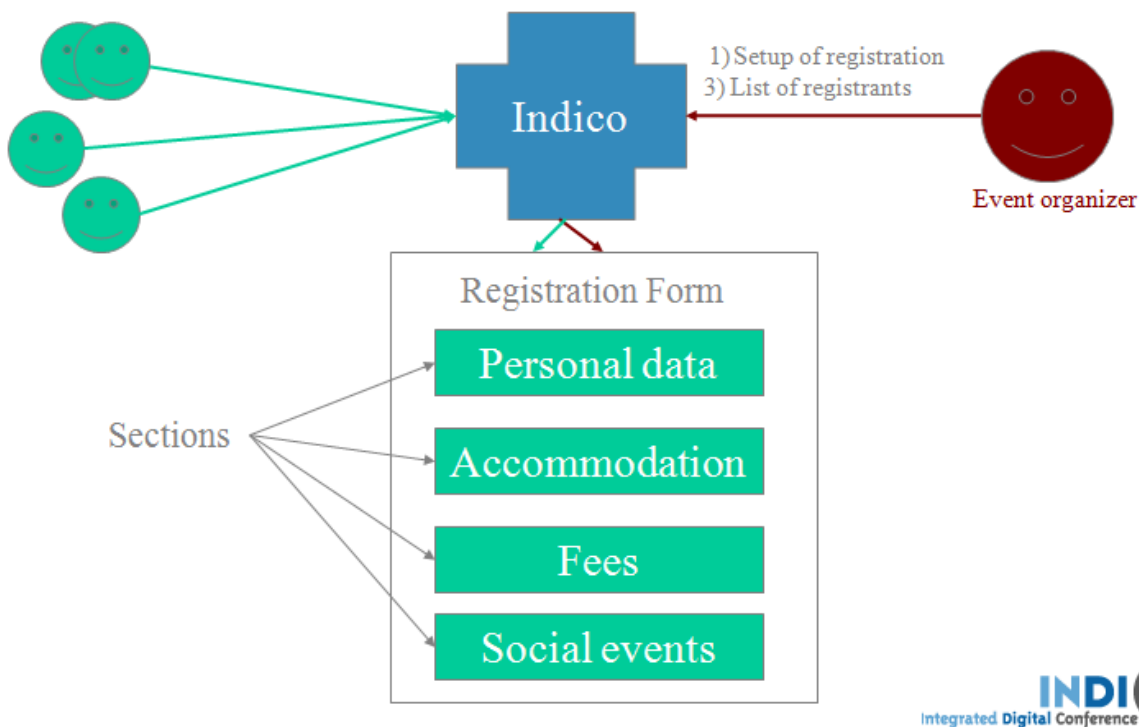 1) Setup of registration
3) List of registrants
Indico
Event organizer
Registration Form
Personal data
Sections
Accommodation
Fees
Social events
INDI
Integrated Digital Conference